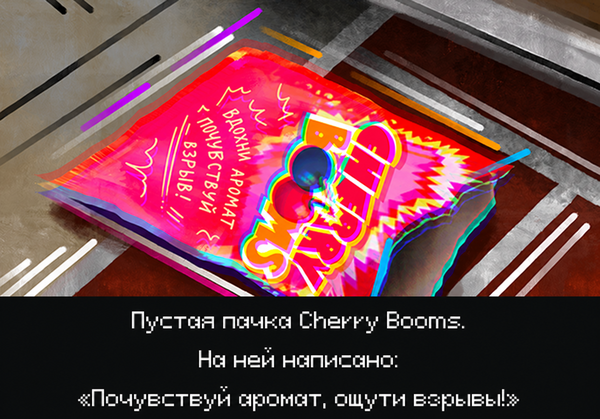 ВДОХНИ АРОМАТ
ПОЧУВСТВУЙ
ВЗРЫВ!
CHERRY
BOOMS
Пустая пачка Cherry Booms.
На ней написано:
«Почувствуй аромат, ощути взрывы!»